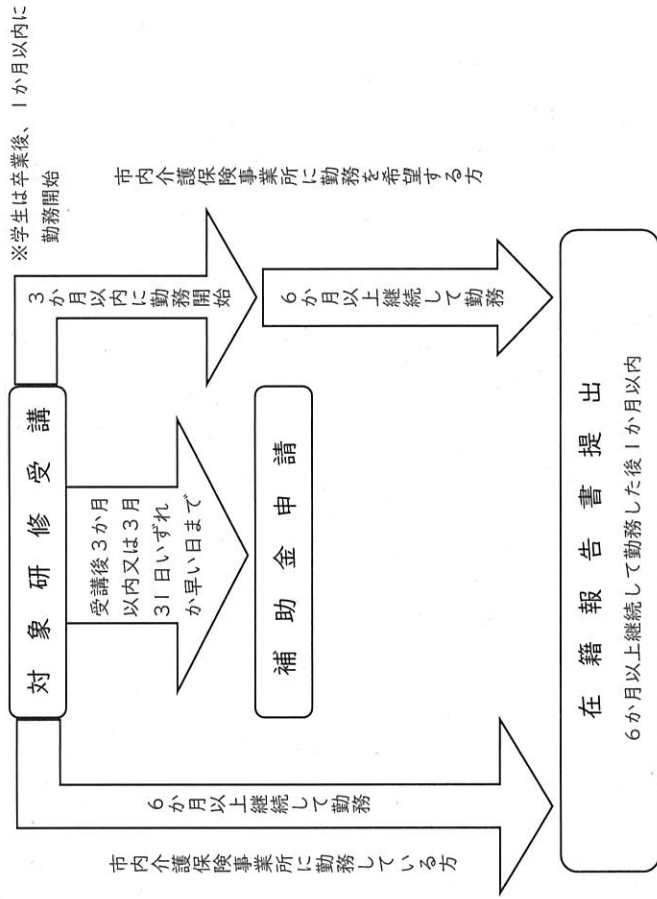 ※学生は卒業後、1か月以内に
勤務開始
対象研修受講
3か月以内に勤務開始
市内介護保険事業所に勤務を希望する方
受講後3か月
以内又は3月
31日いずれ
か早い日まで
6か月以上継続して勤務
市内介護保険事業所に勤務している方
補助金申請
6か月以上継続して勤務
在籍報告書提出
6か月以上継続して勤務した後1か月以内